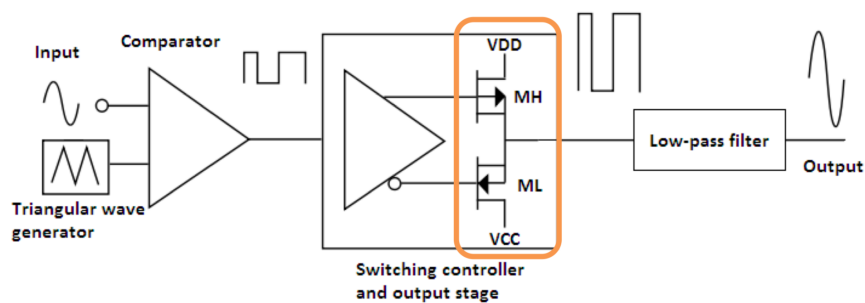 Input
Comparator
VDD
MH
ML
VCC
Low-pass filter
Output
Triangular wave
generator
Switching controller
and output stage